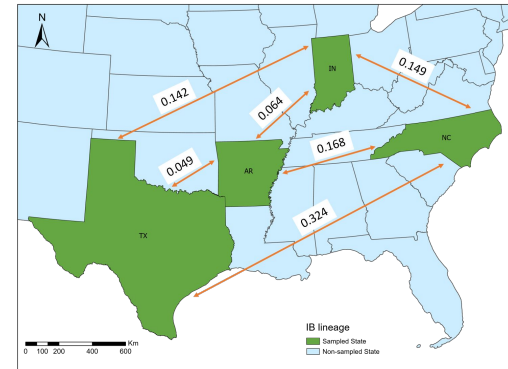 N
IN
0.149
0.142
0.064
NC
0.168
0.049
AR
0.324
TX
IB lineage
Sampled State
Non-sampled State
Km
0 100 200 400 600